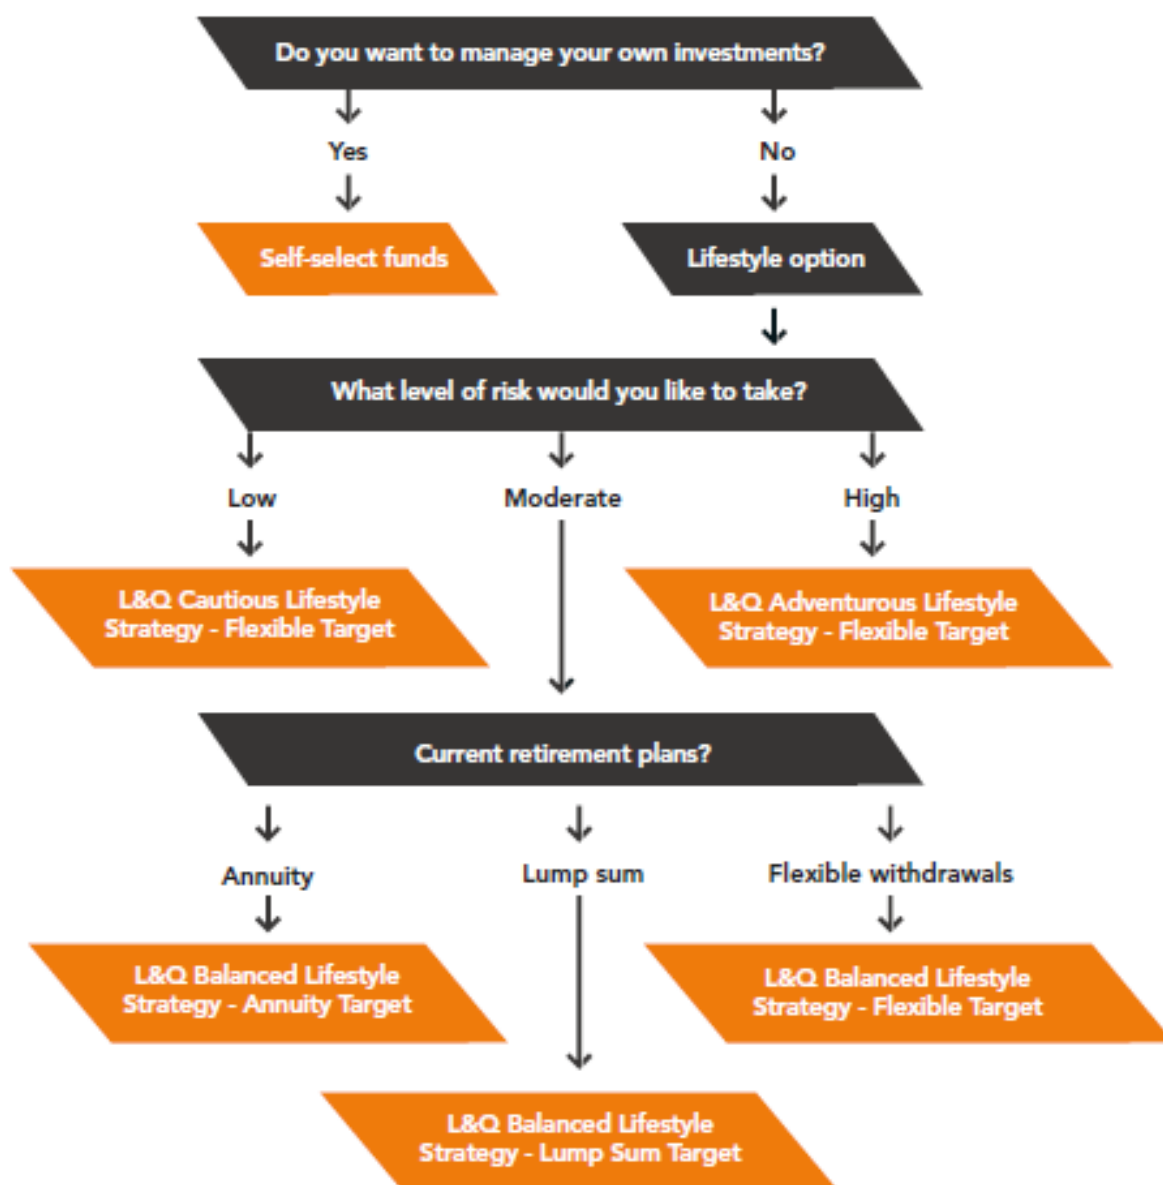 Do you want to manage your own investments?
Yes
No
Self-select funds
Lifestyle option
What level of risk would you like to take?
Low
Moderate
High
L&Q Cautious Lifestyle
Strategy - Flexible Target
L&Q Adventurous Lifestyle
Strategy - Flexible Target
Current retirement plans?
Annuity
Lump sum
Flexible withdrawals
L&Q Balanced Lifestyle
Strategy - Annuity Target
L&Q Balanced Lifestyle
Strategy - Flexible Target
L&Q Balanced Lifestyle
Strategy - Lump Sum Target